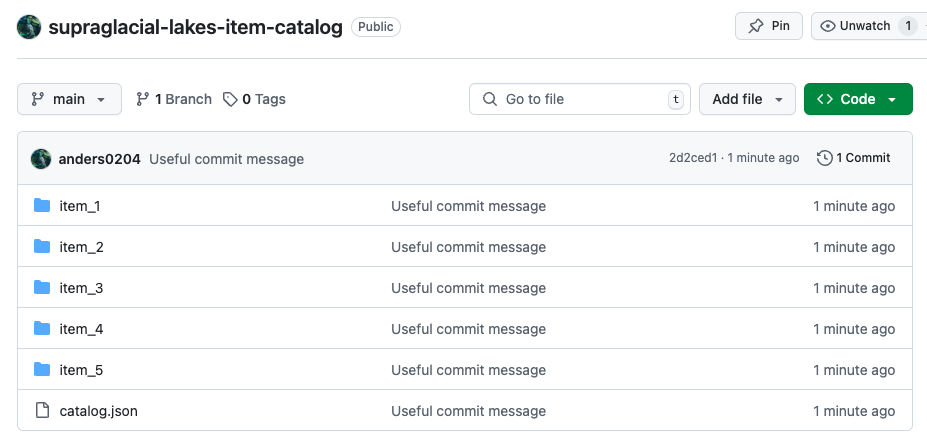 supraglacial-lakes-item-catalog Public Pin Unwatch 1
main 1 Branch 0 Tags Go to file t Add file Code
anders0204 Useful commit message 2d2ced1 · 1 minute ago 1 Commit
item_1 Useful commit message 1 minute ago
item_2 Useful commit message 1 minute ago
item_3 Useful commit message 1 minute ago
item_4 Useful commit message 1 minute ago
item_5 Useful commit message 1 minute ago
catalog.json Useful commit message 1 minute ago